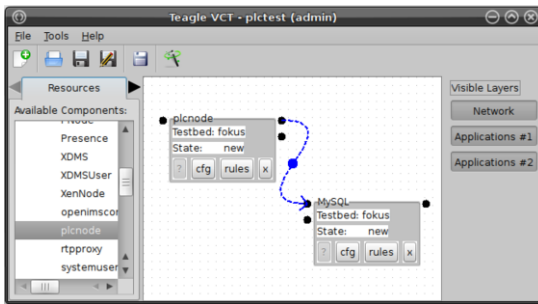 Teagle VCT - plctest (admin)
File Tools Help
Resources
Available Components:
PNode
Presence
XDMS
XDMSUser
XenNode
openimscor
plcnode
rtpproxy
systemuser
plcnode
Testbed: fokus
State: new
? cfg rules x
MySQL
Testbed: fokus
State: new
? cfg rules x
Visible Layers
Network
Applications #1
Applications #2